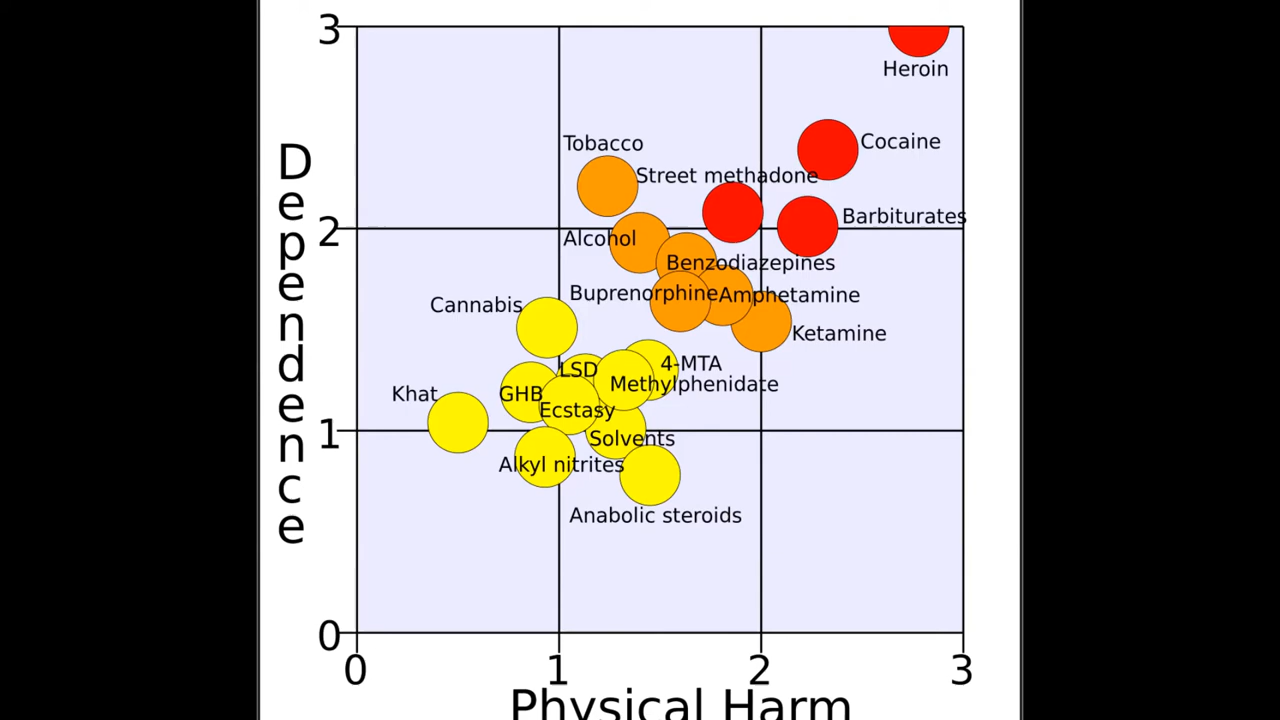 3
Heroin
Tobacco
Cocaine
Street methadone
Barbiturates
2
Alcohol
Benzodiazepines
Buprenorphine
Amphetamine
Cannabis
Ketamine
LSD
4-MTA
Methylphenidate
Khat
GHB
Ecstasy
1
Solvents
Alkyl nitrites
Anabolic steroids
0
Dependence
0 1 2 3
Physical Harm